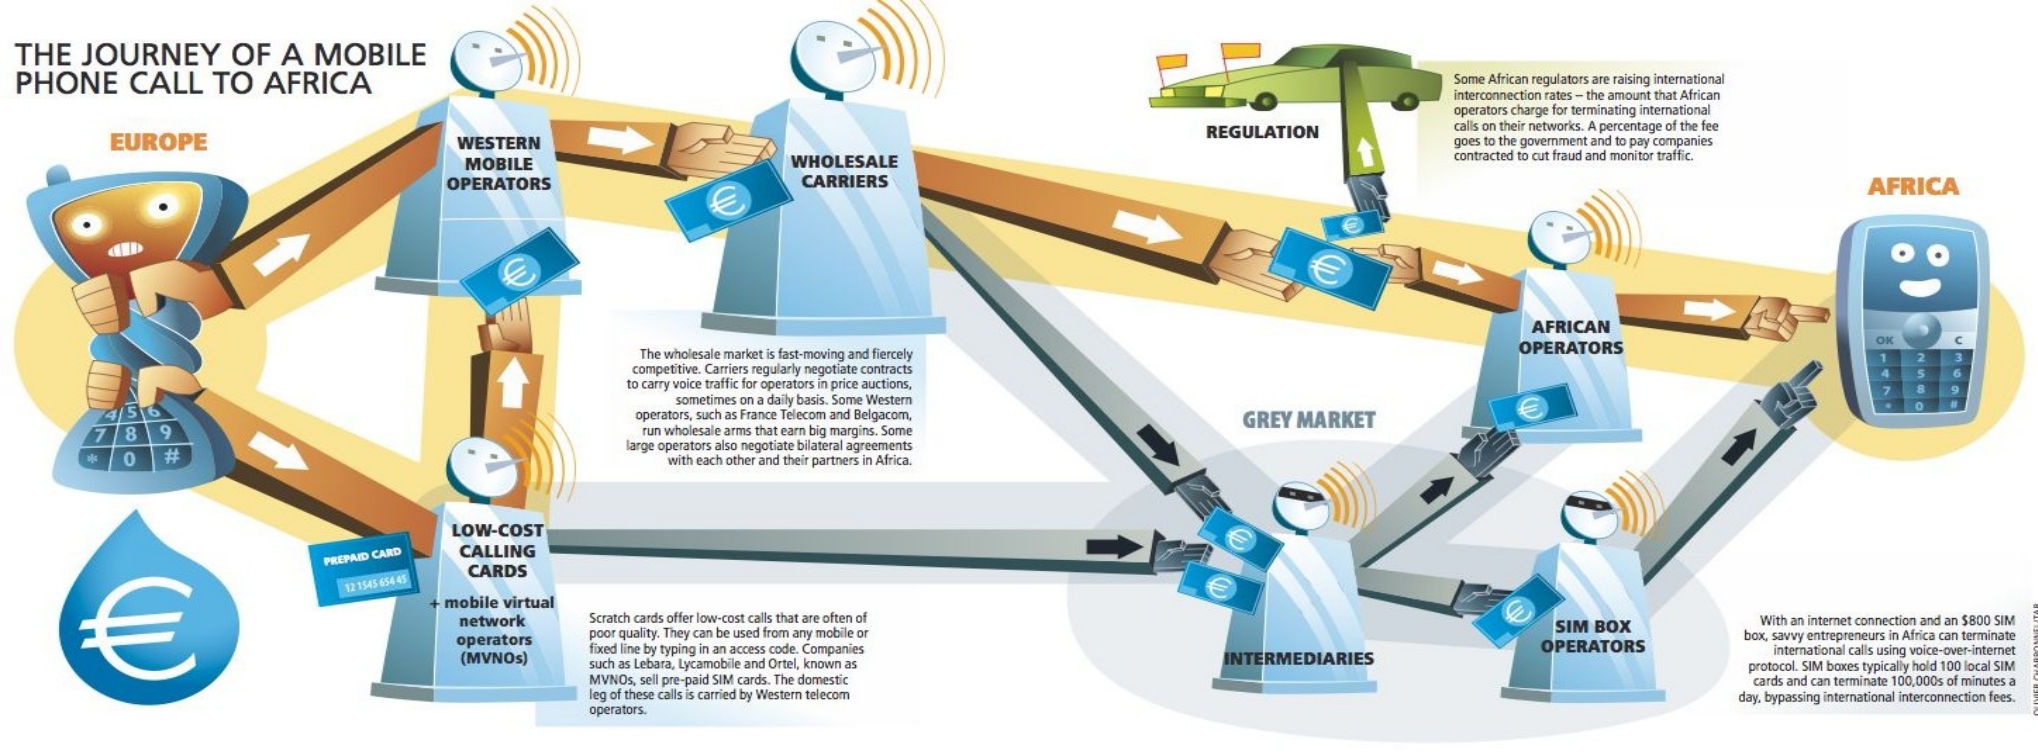 THE JOURNEY OF A MOBILE
PHONE CALL TO AFRICA
EUROPE
4 5 6
7 8 9
* 0 #
€
WESTERN
MOBILE
OPERATORS
€
WHOLESALE
CARRIERS
€
The wholesale market is fast-moving and fiercely
competitive. Carriers regularly negotiate contracts
to carry voice traffic for operators in price auctions,
sometimes on a daily basis. Some Western
operators, such as France Telecom and Belgacom,
run wholesale arms that earn big margins. Some
large operators also negotiate bilateral agreements
with each other and their partners in Africa.
PREPAID CARD
12 1545 654 45
LOW-COST
CALLING
CARDS
+ mobile virtual
network
operators
(MVNOs)
Scratch cards offer low-cost calls that are often of
poor quality. They can be used from any mobile or
fixed line by typing in an access code. Companies
such as Lebara, Lycamobile and Ortel, known as
MVNOs, sell pre-paid SIM cards. The domestic
leg of these calls is carried by Western telecom
operators.
REGULATION
Some African regulators are raising international
interconnection rates – the amount that African
operators charge for terminating international
calls on their networks. A percentage of the fee
goes to the government and to pay companies
contracted to cut fraud and monitor traffic.
€
€
AFRICAN
OPERATORS
€
GREY MARKET
€
€
INTERMEDIARIES
€
SIM BOX
OPERATORS
AFRICA
OK C
1 2 3
4 5 6
7 8 9
* 0 #
With an internet connection and an $800 SIM
box, savvy entrepreneurs in Africa can terminate
international calls using voice-over-internet
protocol. SIM boxes typically hold 100 local SIM
cards and can terminate 100,000s of minutes a
day, bypassing international interconnection fees.